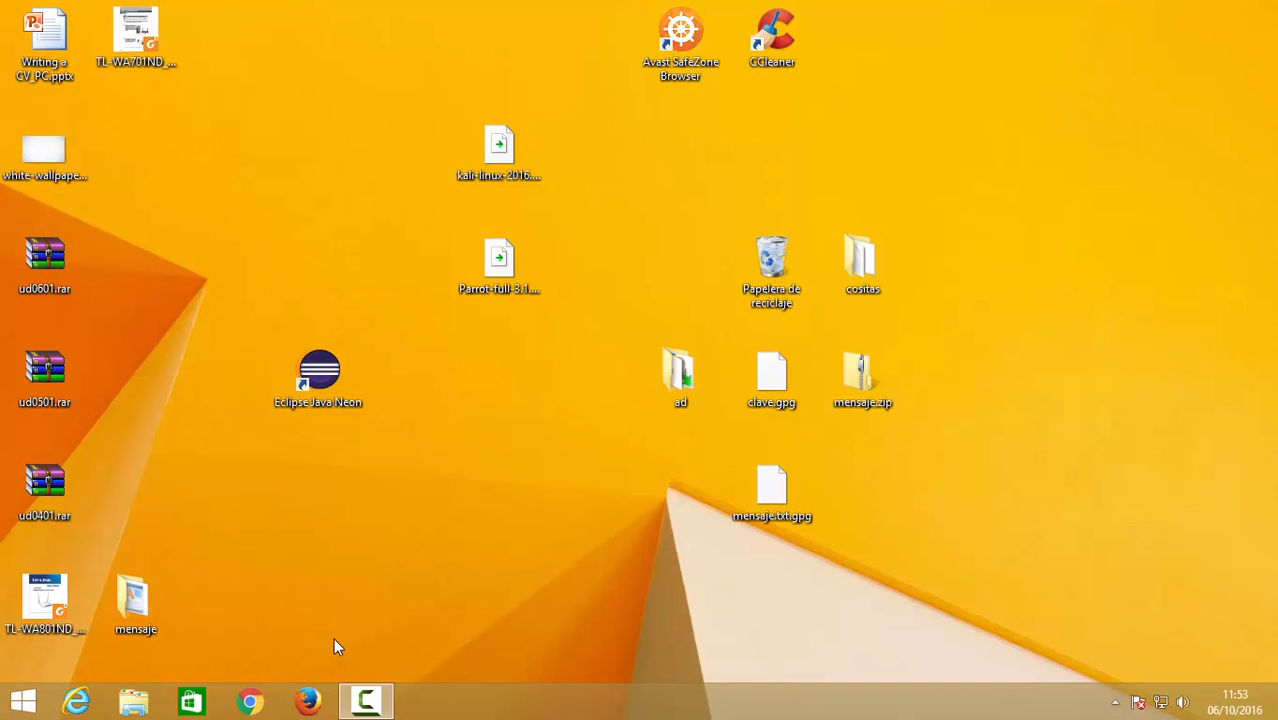 Writing a
CV_PC.pptx
TL-WA701ND_...
Avast SafeZone
Browser
CCleaner
white-wallpape...
kali-linux-2016....
ud0601.rar
Parrot-full-3.1....
Papelera de
reciclaje
cositas
ud0501.rar
Eclipse Java Neon
ad
clave.gpg
mensaje.zip
ud0401.rar
mensaje.txt.gpg
TL-WA801ND_...
mensaje
11:53
06/10/2016